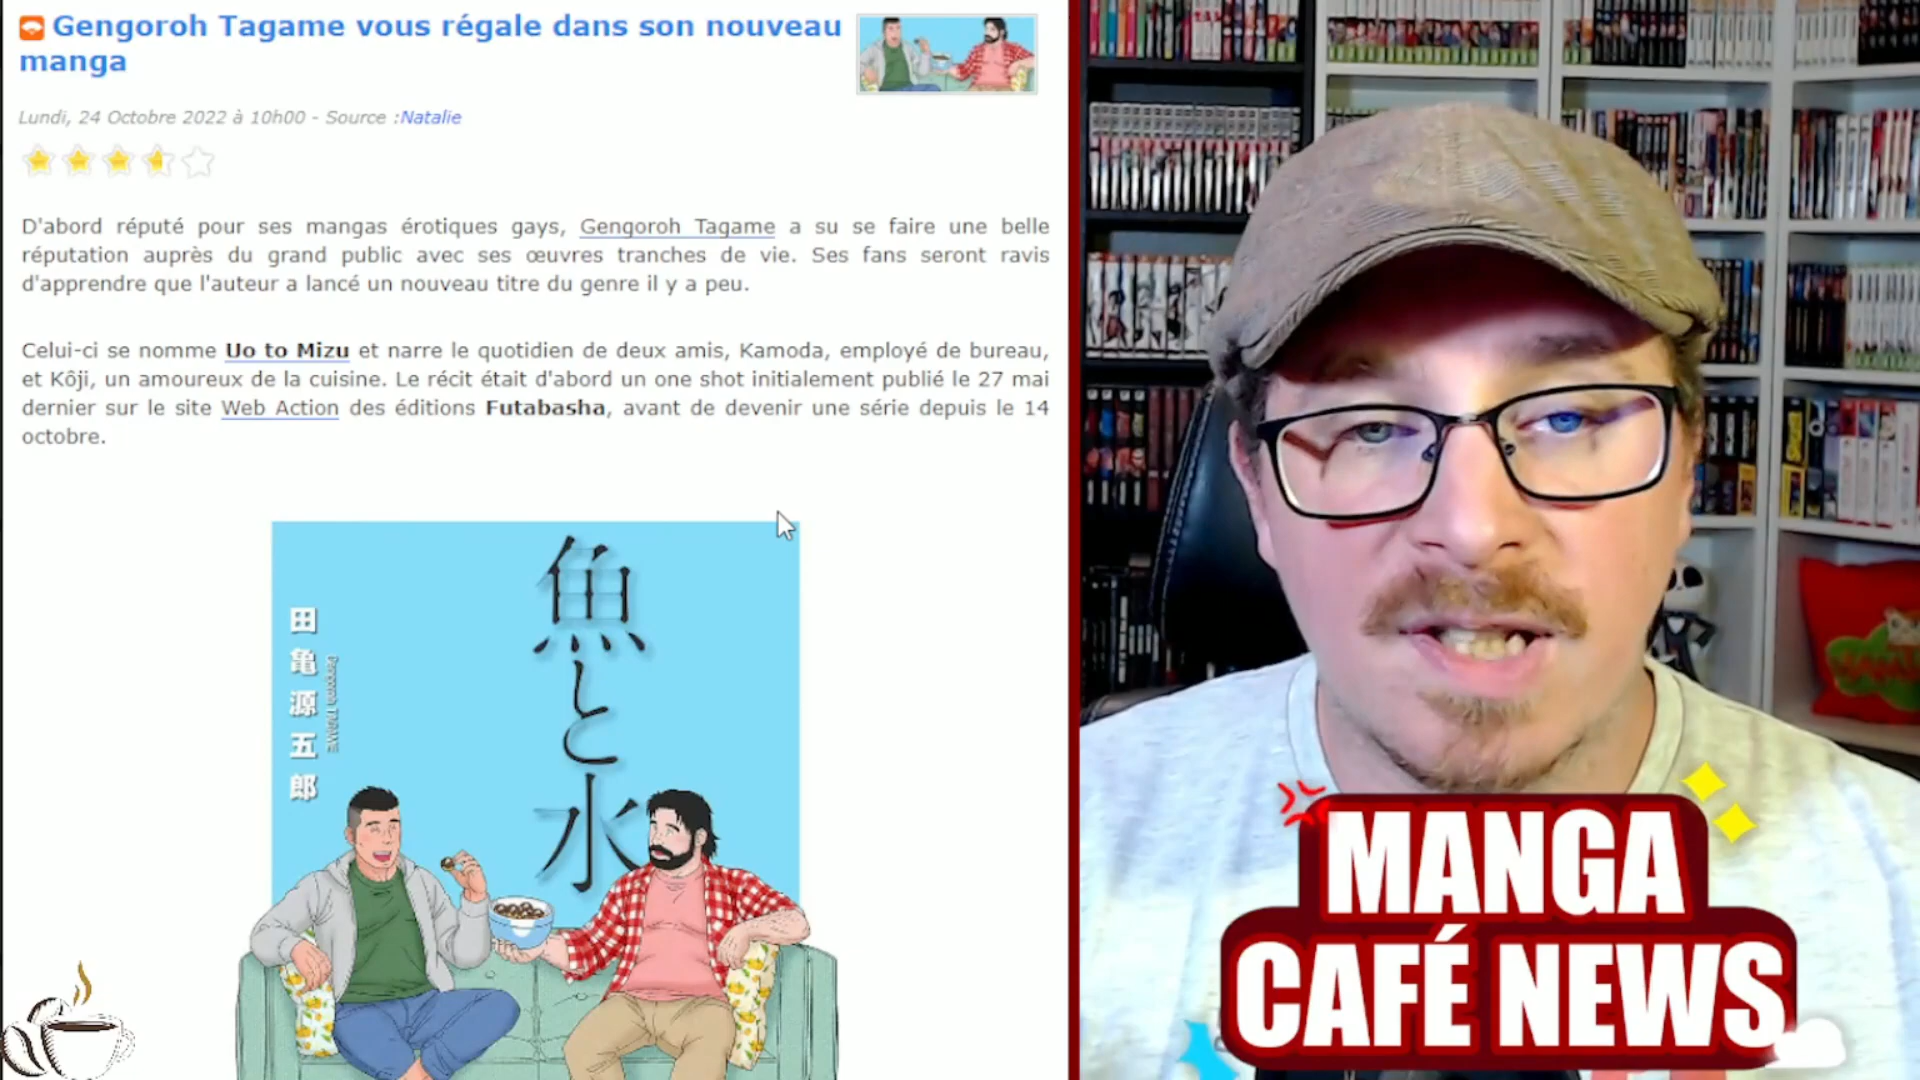 Gengoroh Tagame vous régale dans son nouveau
manga
Lundi, 24 Octobre 2022 à 10h00 - Source :Natalie
D'abord réputé pour ses mangas érotiques gays, Gengoroh Tagame a su se faire une belle
réputation auprès du grand public avec ses œuvres tranches de vie. Ses fans seront ravis
d'apprendre que l'auteur a lancé un nouveau titre du genre il y a peu.
Celui-ci se nomme Uo to Mizu et narre le quotidien de deux amis, Kamoda, employé de bureau,
et Kôji, un amoureux de la cuisine. Le récit était d'abord un one shot initialement publié le 27 mai
dernier sur le site Web Action des éditions Futabasha, avant de devenir une série depuis le 14
octobre.
魚と水
田亀源五郎
Gengoroh TAGAME
MANGA
CAFÉ NEWS